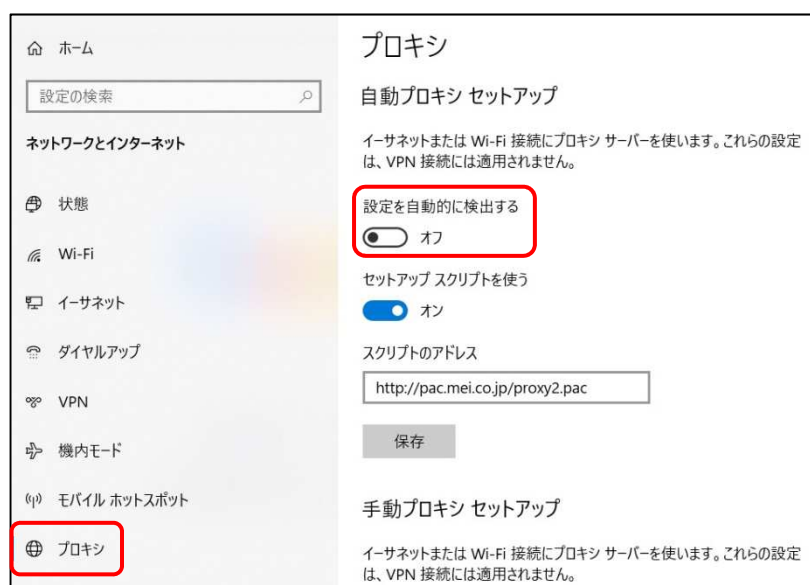 ホーム
設定の検索
ネットワークとインターネット
状態
Wi-Fi
イーサネット
ダイヤルアップ
VPN
機内モード
モバイル ホットスポット
プロキシ
プロキシ
自動プロキシ セットアップ
イーサネットまたは Wi-Fi 接続にプロキシ サーバーを使います。これらの設定
は、VPN 接続には適用されません。
設定を自動的に検出する
オフ
セットアップ スクリプトを使う
オン
スクリプトのアドレス
http://pac.mei.co.jp/proxy2.pac
保存
手動プロキシ セットアップ
イーサネットまたは Wi-Fi 接続にプロキシ サーバーを使います。これらの設定
は、VPN 接続には適用されません。